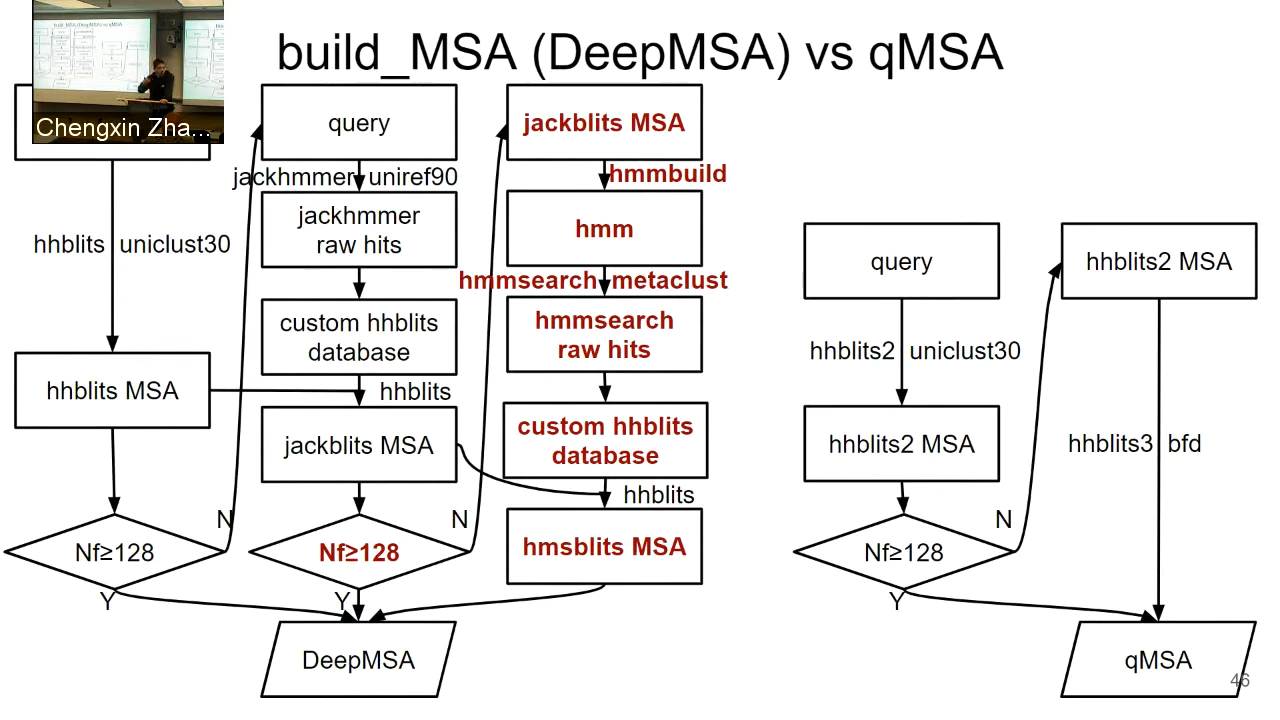 build_MSA (DeepMSA) vs qMSA
Chengxin Zha...
hhblits uniclust30
hhblits MSA
Nf≥128
N
Y
query
jackhmmer uniref90
jackhmmer
raw hits
custom hhblits
database
hhblits
jackblits MSA
Nf≥128
N
Y
DeepMSA
jackblits MSA
hmmbuild
hmm
hmmsearch metaclust
hmmsearch
raw hits
custom hhblits
database
hhblits
hmsblits MSA
query
hhblits2 uniclust30
hhblits2 MSA
Nf≥128
N
Y
hhblits2 MSA
hhblits3 bfd
qMSA
46